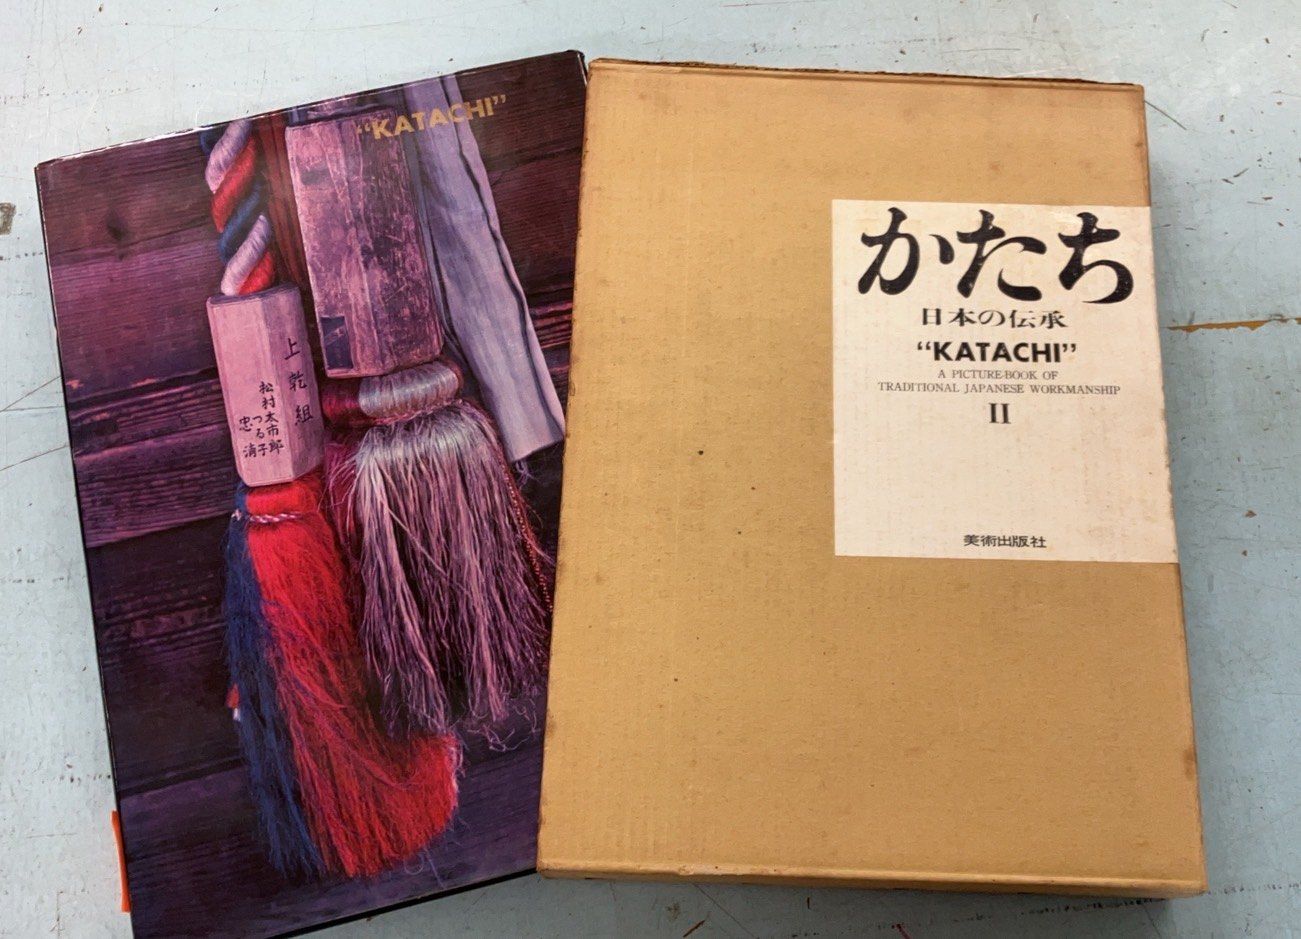 “KATACHI”
上乾組
松村太市郎
つる子
忠清
かたち
日本の伝承
“KATACHI”
A PICTURE-BOOK OF
TRADITIONAL JAPANESE WORKMANSHIP
II
美術出版社